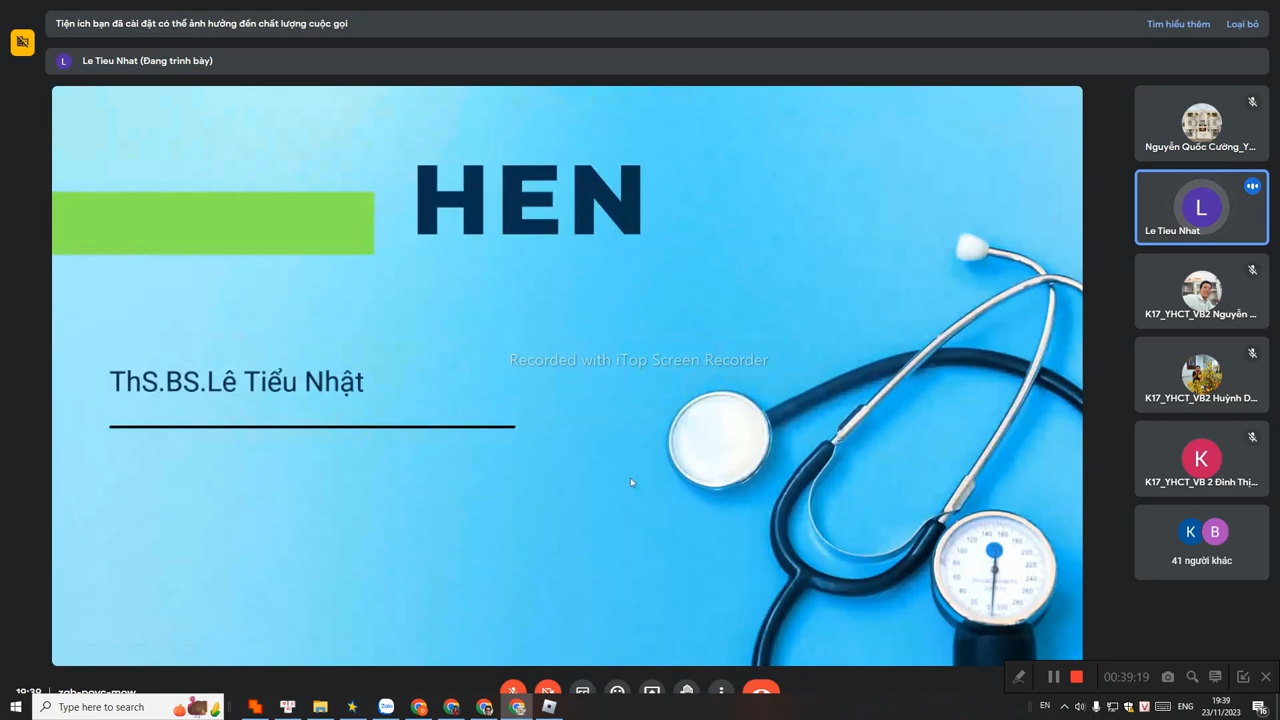 Tiện ích bạn đã cài đặt có thể ảnh hưởng đến chất lượng cuộc gọi
Tìm hiểu thêm
Loại bỏ
L
Le Tieu Nhat (Đang trình bày)
HEN
ThS.BS.Lê Tiểu Nhật
Recorded with iTop Screen Recorder
Nguyễn Quốc Cường_Y...
L
Le Tieu Nhat
K17_YHCT_VB2 Nguyễn ...
K17_YHCT_VB2 Huỳnh D...
K
K17_YHCT_VB 2 Đinh Thị...
K B
41 người khác
00:39:19
Type here to search
EN
ENG
19:39
23/11/2023